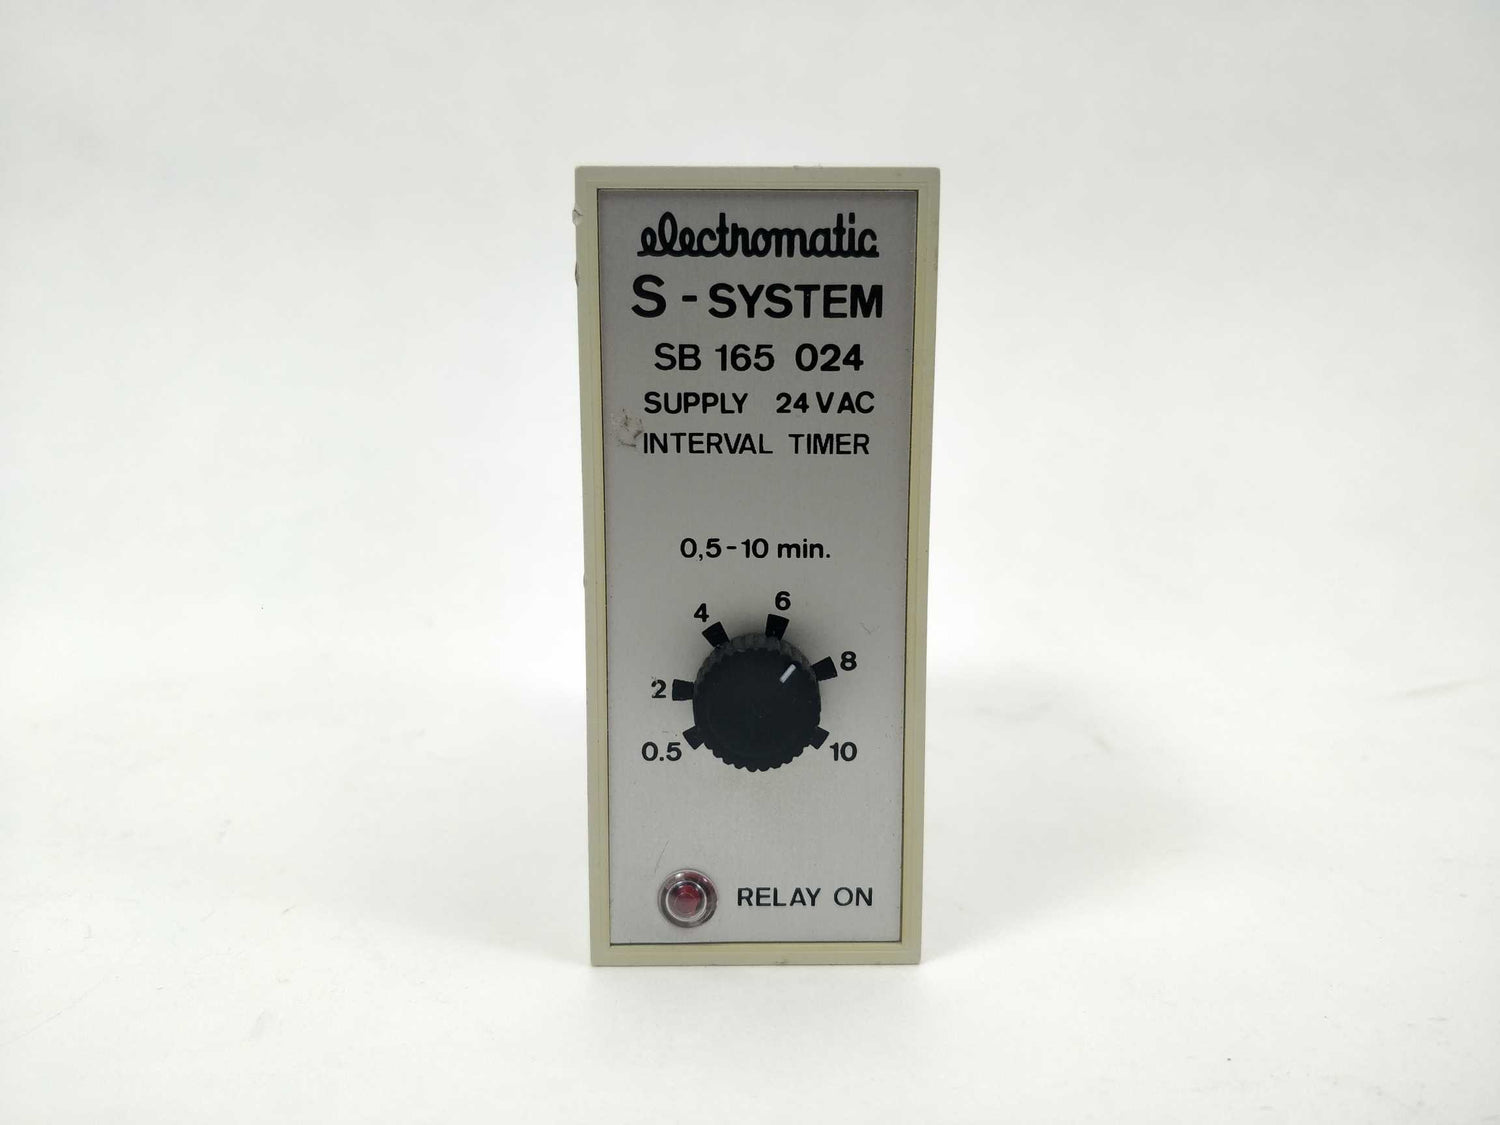 electromatic
S - SYSTEM
SB 165 024
SUPPLY 24 VAC
INTERVAL TIMER
0,5 - 10 min.
6
4
8
2
0.5
10
RELAY ON